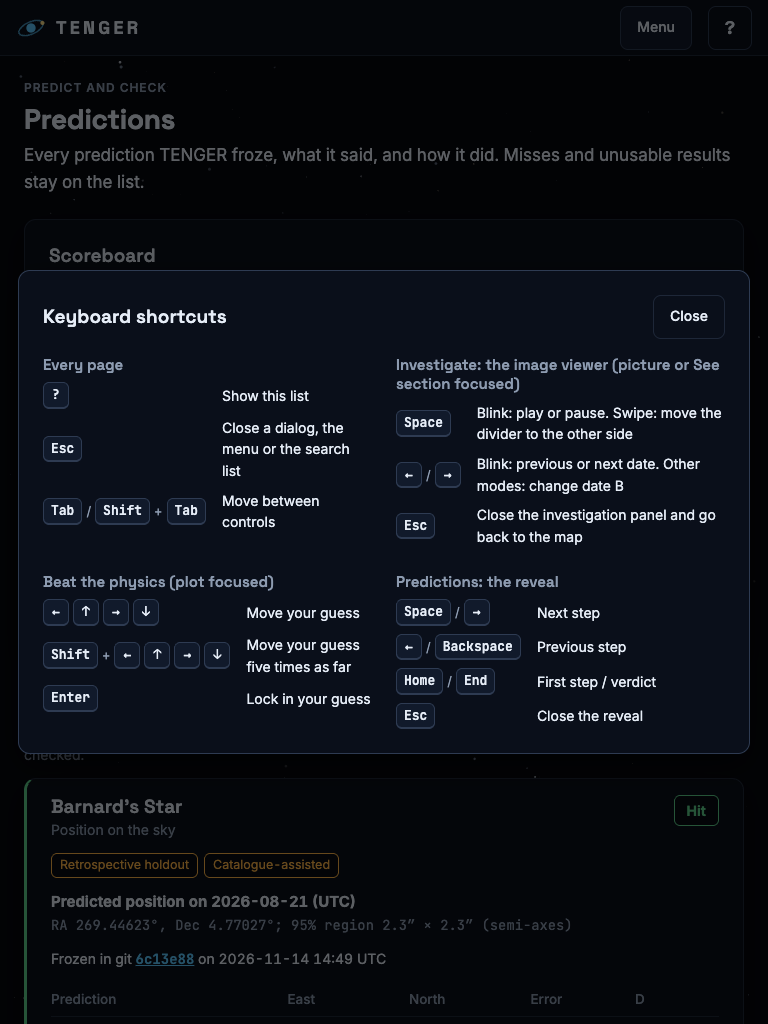 TENGER
Menu
?
PREDICT AND CHECK
Predictions
Every prediction TENGER froze, what it said, and how it did. Misses and unusable results
stay on the list.
Scoreboard
Keyboard shortcuts
Close
Every page
? Show this list
Esc Close a dialog, the
menu or the search
list
Tab / Shift + Tab Move between
controls
Investigate: the image viewer (picture or See
section focused)
Space Blink: play or pause. Swipe: move the
divider to the other side
← / → Blink: previous or next date. Other
modes: change date B
Esc Close the investigation panel and go
back to the map
Beat the physics (plot focused)
← ↑ → ↓ Move your guess
Shift + ← ↑ → ↓ Move your guess
five times as far
Enter Lock in your guess
Predictions: the reveal
Space / → Next step
← / Backspace Previous step
Home / End First step / verdict
Esc Close the reveal
checked.
Barnard’s Star
Hit
Position on the sky
Retrospective holdout
Catalogue-assisted
Predicted position on 2026-08-21 (UTC)
RA 269.44623°, Dec 4.77027°; 95% region 2.3″ × 2.3″ (semi-axes)
Frozen in git 6c13e88 on 2026-11-14 14:49 UTC
Prediction East North Error D